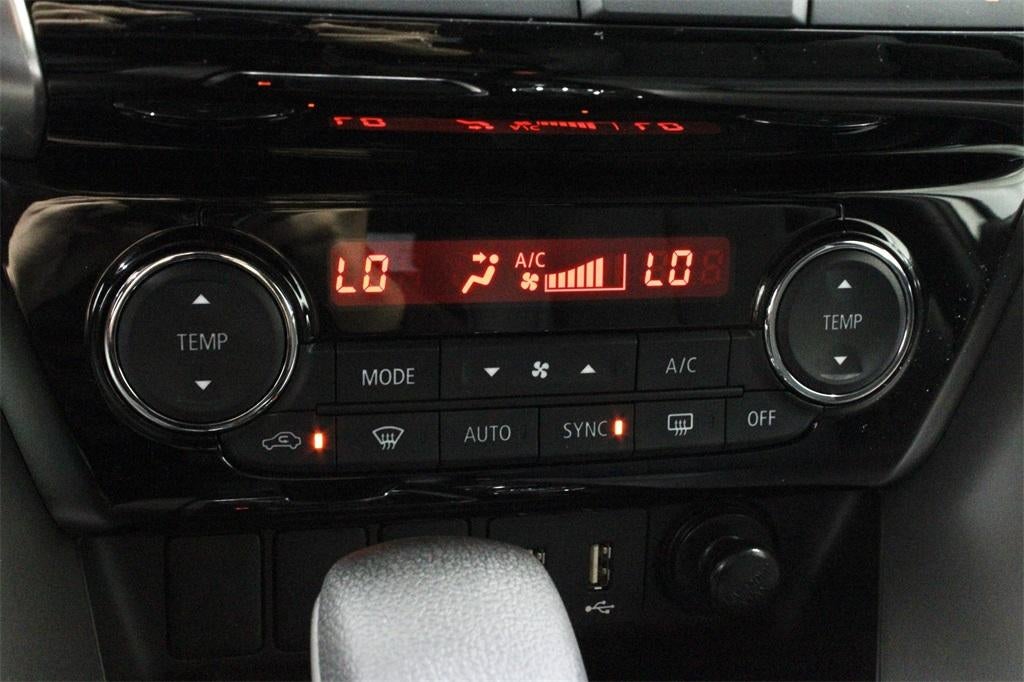 LO A/C LO
TEMP
TEMP
MODE
A/C
AUTO
SYNC
OFF